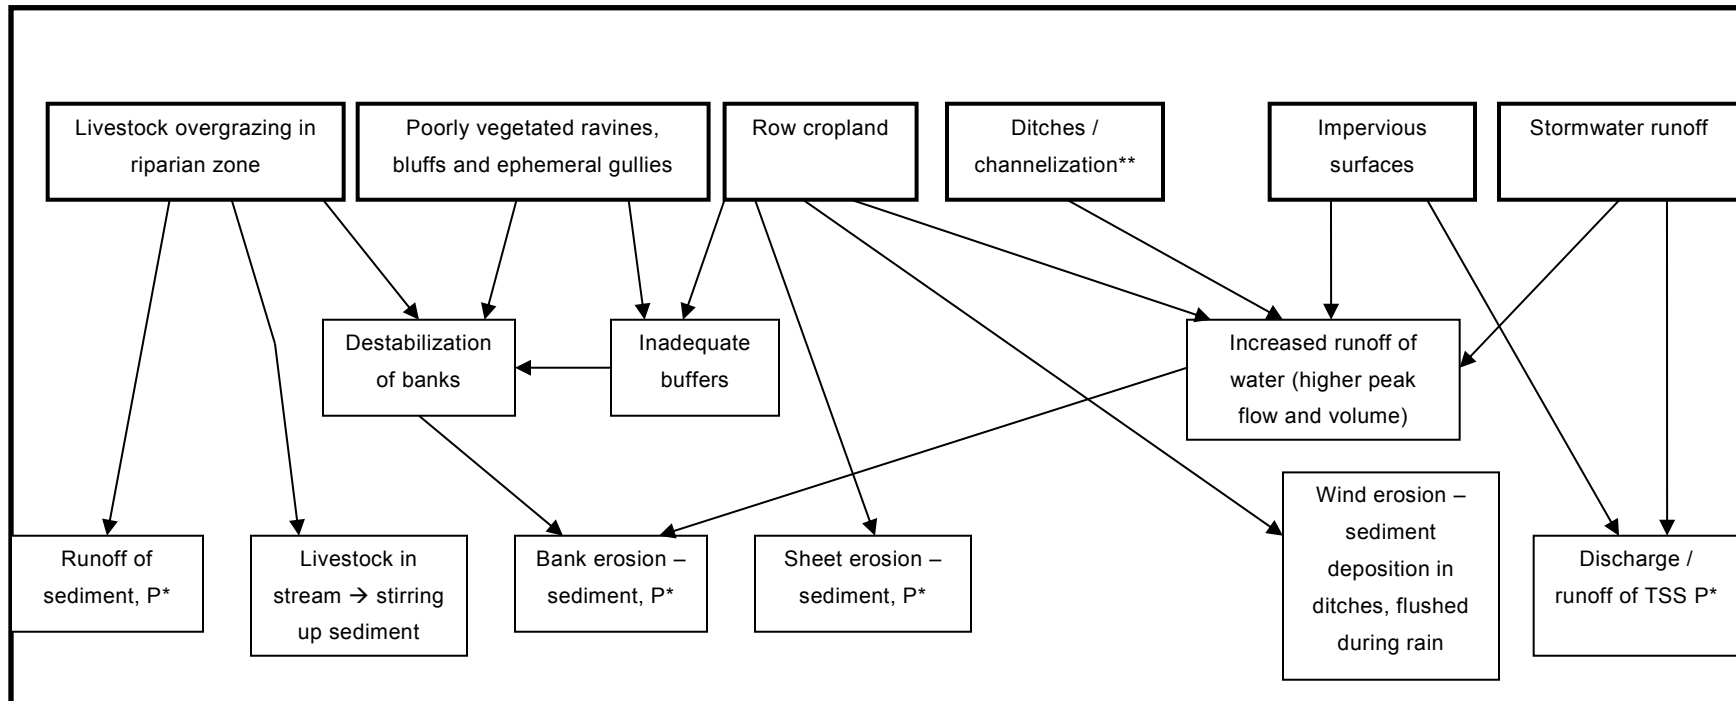 Livestock overgrazing in
riparian zone
Poorly vegetated ravines,
bluffs and ephemeral gullies
Row cropland
Ditches /
channelization**
Impervious
surfaces
Stormwater runoff
Destabilization
of banks
Inadequate
buffers
Increased runoff of
water (higher peak
flow and volume)
Runoff of
sediment, P*
Livestock in
stream → stirring
up sediment
Bank erosion –
sediment, P*
Sheet erosion –
sediment, P*
Wind erosion –
sediment
deposition in
ditches, flushed
during rain
Discharge /
runoff of TSS P*